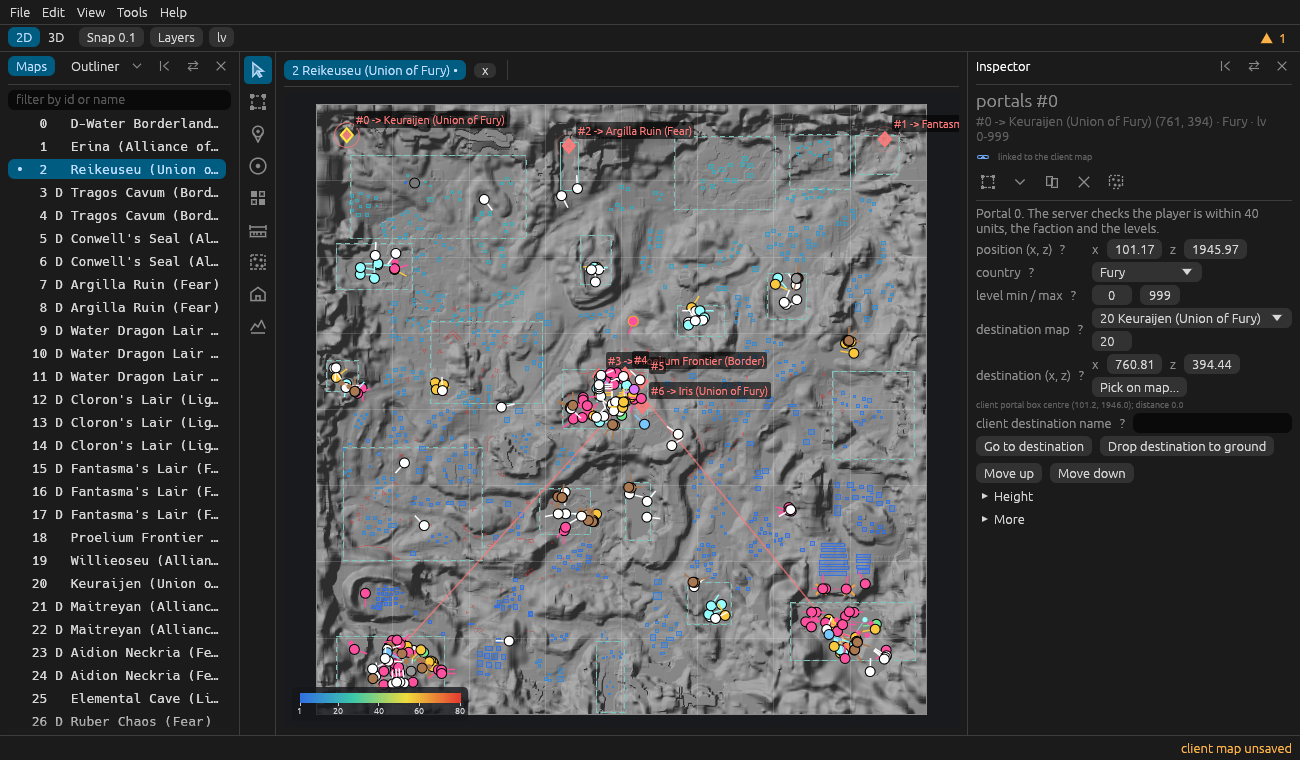 File Edit View Tools Help
2D 3D Snap 0.1 Layers lv
1
Maps Outliner
2 Reikeuseu (Union of Fury) • x
Inspector
filter by id or name
0 D-Water Borderland…
1 Erina (Alliance of…
• 2 Reikeuseu (Union o…
3 D Tragos Cavum (Bord…
4 D Tragos Cavum (Bord…
5 D Conwell's Seal (Al…
6 D Conwell's Seal (Al…
7 D Argilla Ruin (Fear)
8 D Argilla Ruin (Fear)
9 D Water Dragon Lair …
10 D Water Dragon Lair …
11 D Water Dragon Lair …
12 D Cloron's Lair (Lig…
13 D Cloron's Lair (Lig…
14 D Cloron's Lair (Lig…
15 D Fantasma's Lair (F…
16 D Fantasma's Lair (F…
17 D Fantasma's Lair (F…
18 Proelium Frontier …
19 Willieoseu (Allian…
20 Keuraijen (Union o…
21 D Maitreyan (Allianc…
22 D Maitreyan (Allianc…
23 D Aidion Neckria (Fe…
24 D Aidion Neckria (Fe…
25 Elemental Cave (Li…
26 D Ruber Chaos (Fear)
#0 -> Keuraijen (Union of Fury)
#2 -> Argilla Ruin (Fear)
#1 -> Fantasm
#3 -> #4 um Frontier (Border)
#5
#6 -> Iris (Union of Fury)
1 20 40 60 80
portals #0
#0 -> Keuraijen (Union of Fury) (761, 394) · Fury · lv
0-999
linked to the client map
Portal 0. The server checks the player is within 40
units, the faction and the levels.
position (x, z) ? x 101.17 z 1945.97
country ? Fury
level min / max ? 0 999
destination map ? 20 Keuraijen (Union of Fury)
20
destination (x, z) ? x 760.81 z 394.44
Pick on map...
client portal box centre (101.2, 1946.0); distance 0.0
client destination name ?
Go to destination Drop destination to ground
Move up Move down
Height
More
client map unsaved